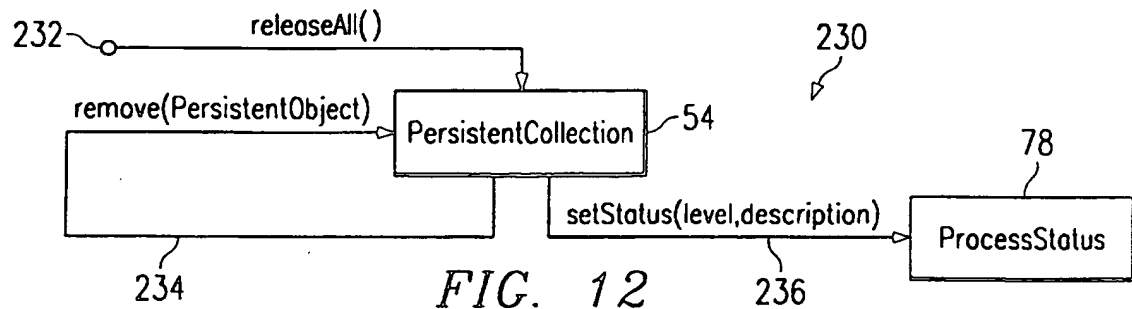 232
releaseAll()
230
remove(PersistentObject)
PersistentCollection
54
78
setStatus(level,description)
ProcessStatus
234
236
FIG. 12